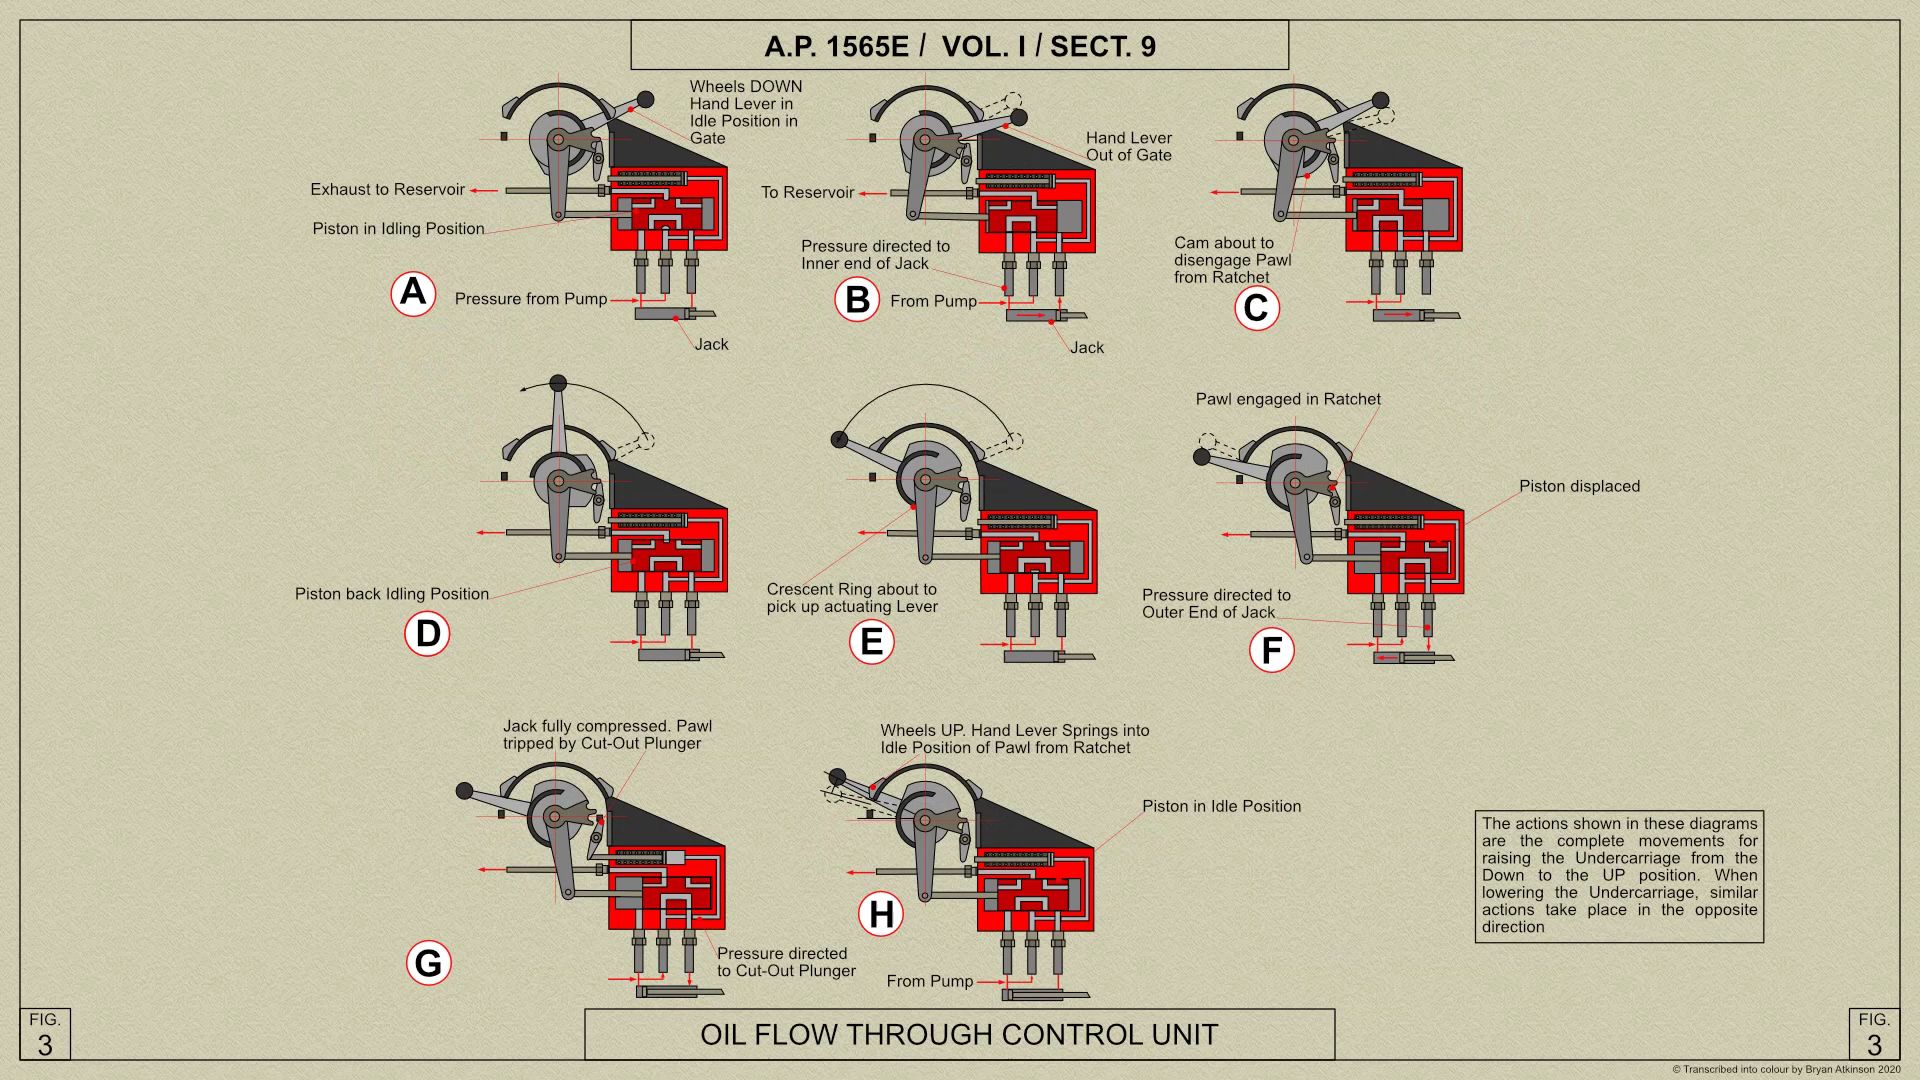 A.P. 1565E / VOL. I / SECT. 9
Wheels DOWN
Hand Lever in
Idle Position in
Gate
Exhaust to Reservoir
Piston in Idling Position
A
Pressure from Pump
Jack
Hand Lever
Out of Gate
To Reservoir
Pressure directed to
Inner end of Jack
B
From Pump
Jack
Cam about to
disengage Pawl
from Ratchet
C
Piston back Idling Position
D
Crescent Ring about to
pick up actuating Lever
E
Pawl engaged in Ratchet
Piston displaced
Pressure directed to
Outer End of Jack
F
Jack fully compressed. Pawl
tripped by Cut-Out Plunger
G
Pressure directed
to Cut-Out Plunger
Wheels UP. Hand Lever Springs into
Idle Position of Pawl from Ratchet
Piston in Idle Position
H
From Pump
The actions shown in these diagrams
are the complete movements for
raising the Undercarriage from the
Down to the UP position. When
lowering the Undercarriage, similar
actions take place in the opposite
direction
FIG.
3
OIL FLOW THROUGH CONTROL UNIT
FIG.
3
© Transcribed into colour by Bryan Atkinson 2020